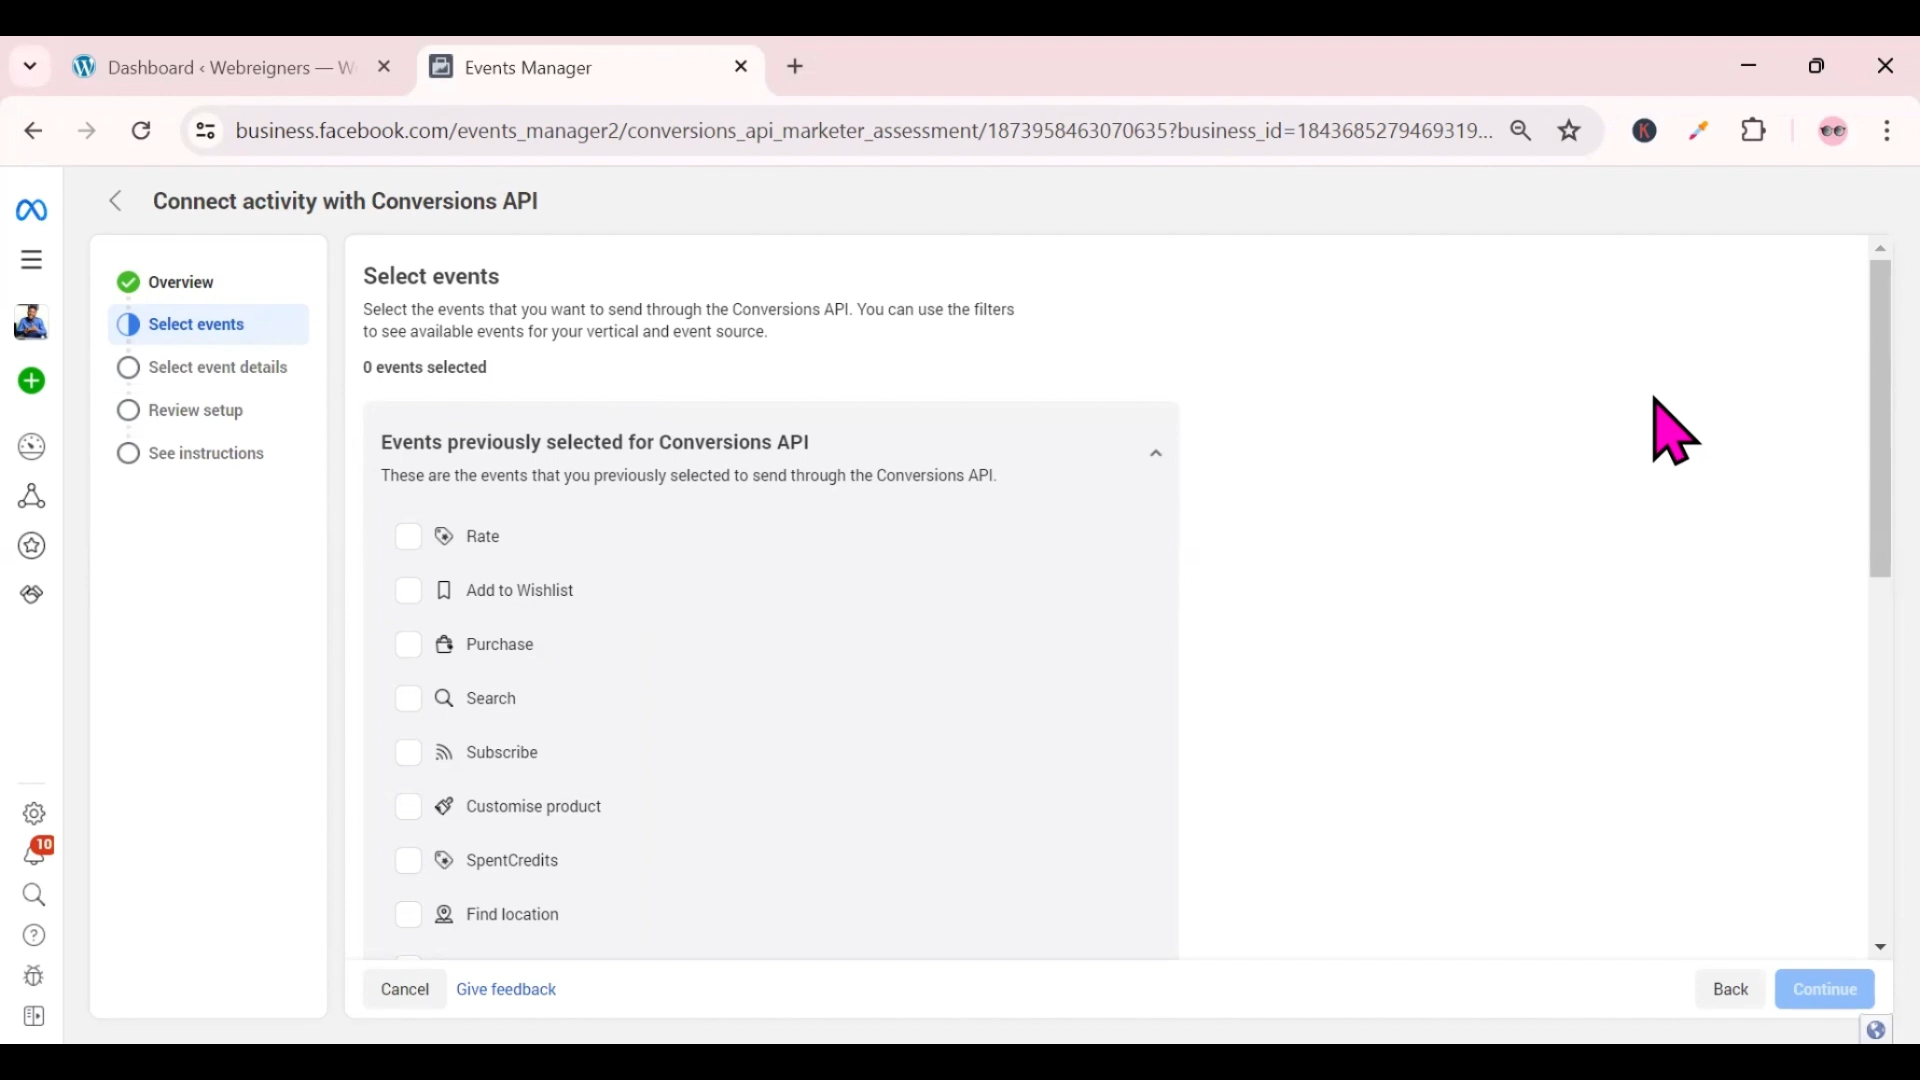 Dashboard ‹ Webreigners — W
Events Manager
business.facebook.com/events_manager2/conversions_api_marketer_assessment/1873958463070635?business_id=1843685279469319...
K
Connect activity with Conversions API
Overview
Select events
Select event details
Review setup
See instructions
Select events
Select the events that you want to send through the Conversions API. You can use the filters
to see available events for your vertical and event source.
0 events selected
Events previously selected for Conversions API
These are the events that you previously selected to send through the Conversions API.
Rate
Add to Wishlist
Purchase
Search
Subscribe
Customise product
SpentCredits
Find location
10
Cancel
Give feedback
Back
Continue